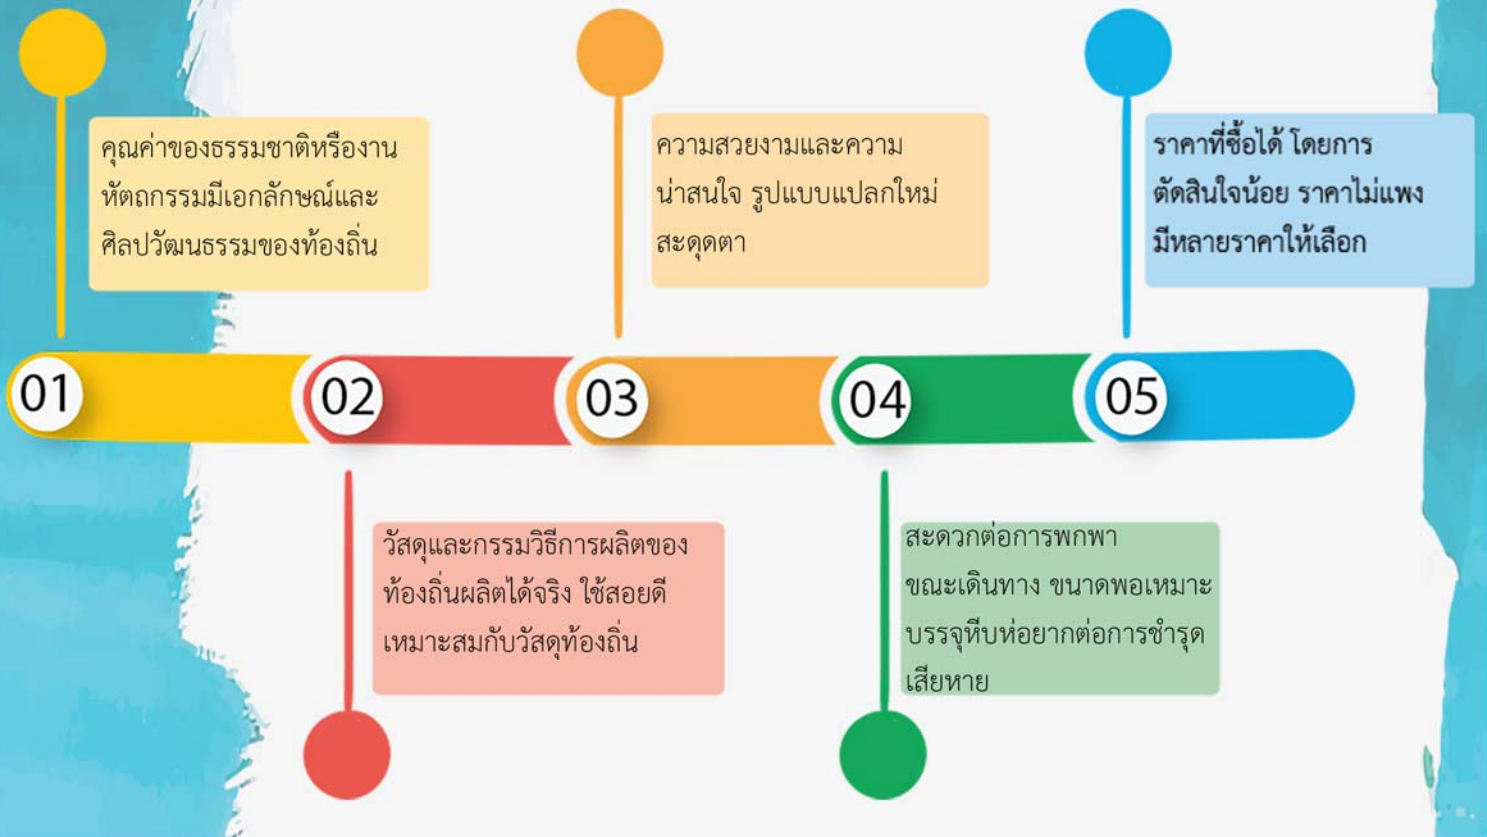 01
คุณค่าของธรรมชาติหรืองาน
หัตถกรรมมีเอกลักษณ์และ
ศิลปวัฒนธรรมของท้องถิ่น
02
วัสดุและกรรมวิธีการผลิตของ
ท้องถิ่นผลิตได้จริง ใช้สอยดี
เหมาะสมกับวัสดุท้องถิ่น
03
ความสวยงามและความ
น่าสนใจ รูปแบบแปลกใหม่
สะดุดตา
04
สะดวกต่อการพกพา
ขณะเดินทาง ขนาดพอเหมาะ
บรรจุหีบห่อยากต่อการชำรุด
เสียหาย
05
ราคาที่ซื้อได้ โดยการ
ตัดสินใจน้อย ราคาไม่แพง
มีหลายราคาให้เลือก